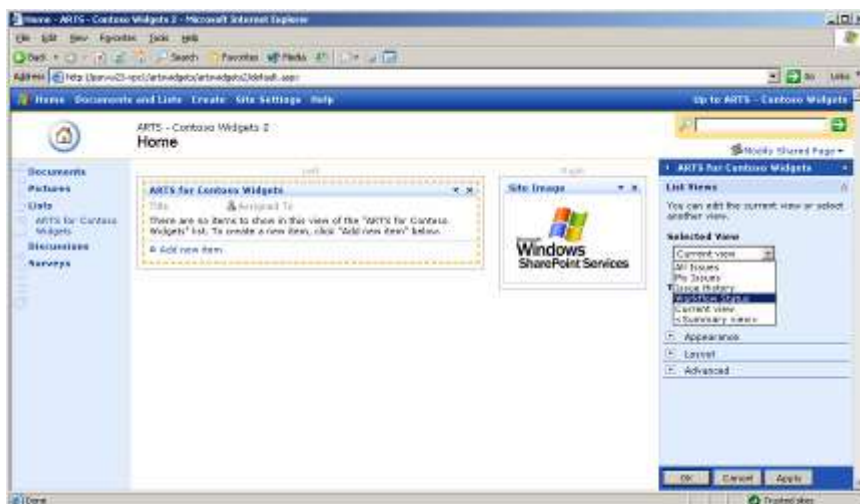 Home - ARTS - Contoso Widgets 2 - Microsoft Internet Explorer
File Edit View Favorites Tools Help
Back Search Favorites Media
Address Go Links
Home Documents and Lists Create Site Settings Help Up to ARTS - Contoso Widgets
ARTS - Contoso Widgets 2
Home
Modify Shared Page
Documents
Pictures
Lists
ARTS for Contoso
Widgets
Discussions
Surveys
Left
ARTS for Contoso Widgets
Title Assigned To
There are no items to show in this view of the "ARTS for Contoso
Widgets" list. To create a new item, click "Add new item" below.
Add new item
Right
Site Image
Microsoft
Windows
SharePoint Services
ARTS for Contoso Widgets
List Views
You can edit the current view or select
another view.
Selected View
Current view
All Issues
My Issues
Issue History
Workflow Status
Current view
<Summary view>
Appearance
Layout
Advanced
OK Cancel Apply
Done Trusted sites